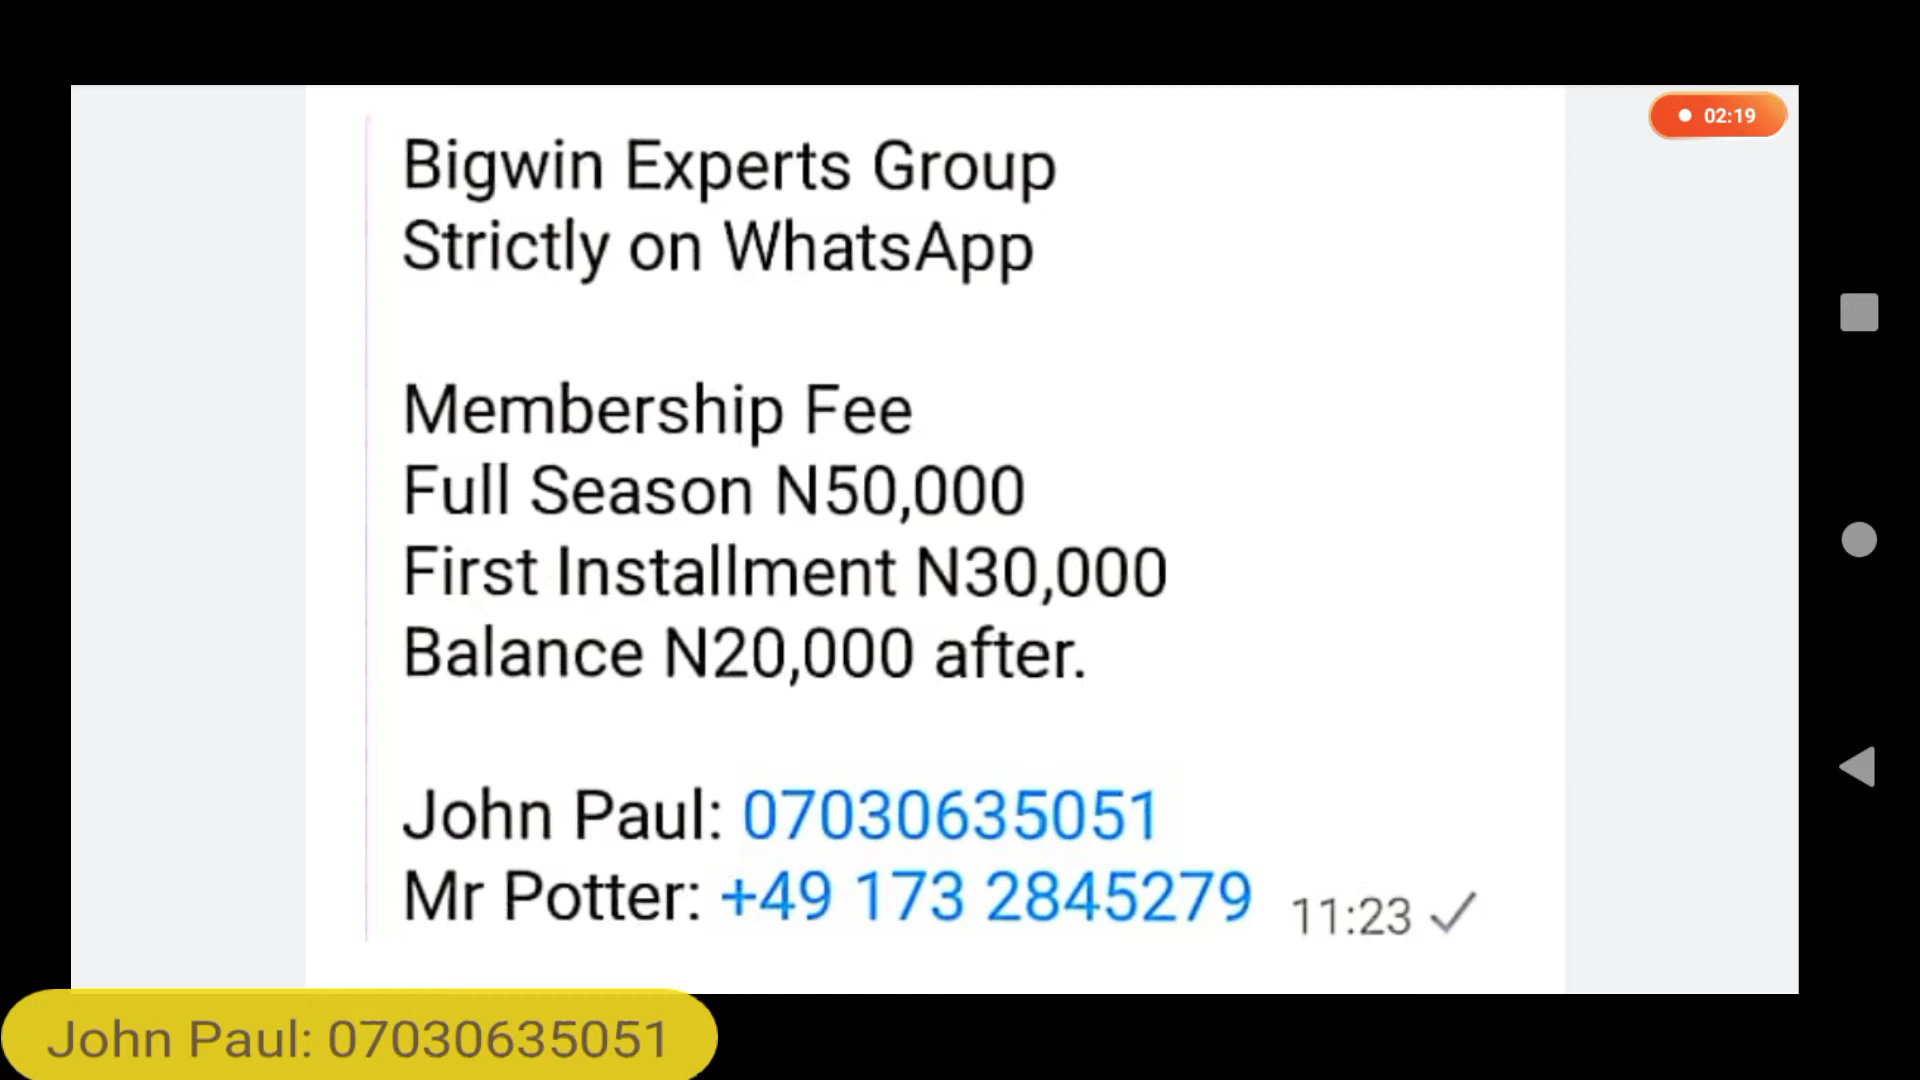 02:19
Bigwin Experts Group
Strictly on WhatsApp
Membership Fee
Full Season N50,000
First Installment N30,000
Balance N20,000 after.
John Paul: 07030635051
Mr Potter: +49 173 2845279 11:23
John Paul: 07030635051